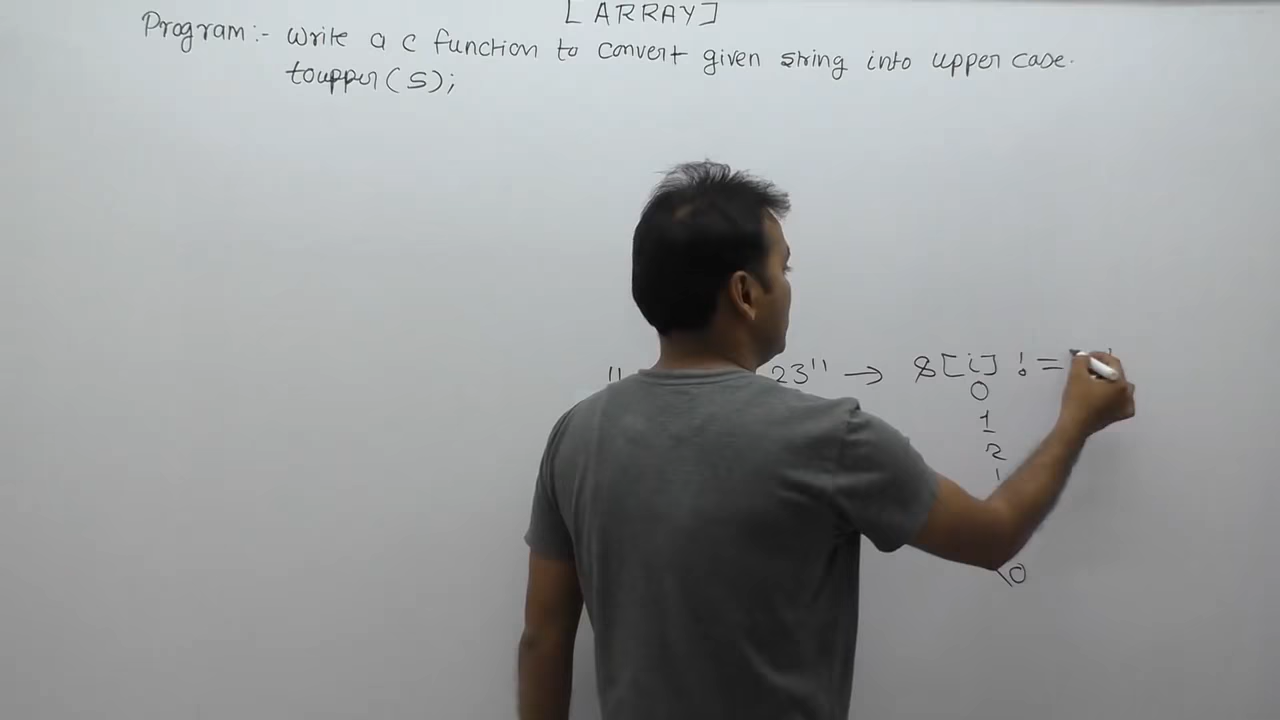 [ARRAY]
Program:- Write a c function to convert given string into upper case.
toupper(s);
" 23" → s[i] !=
0
1
2
\0